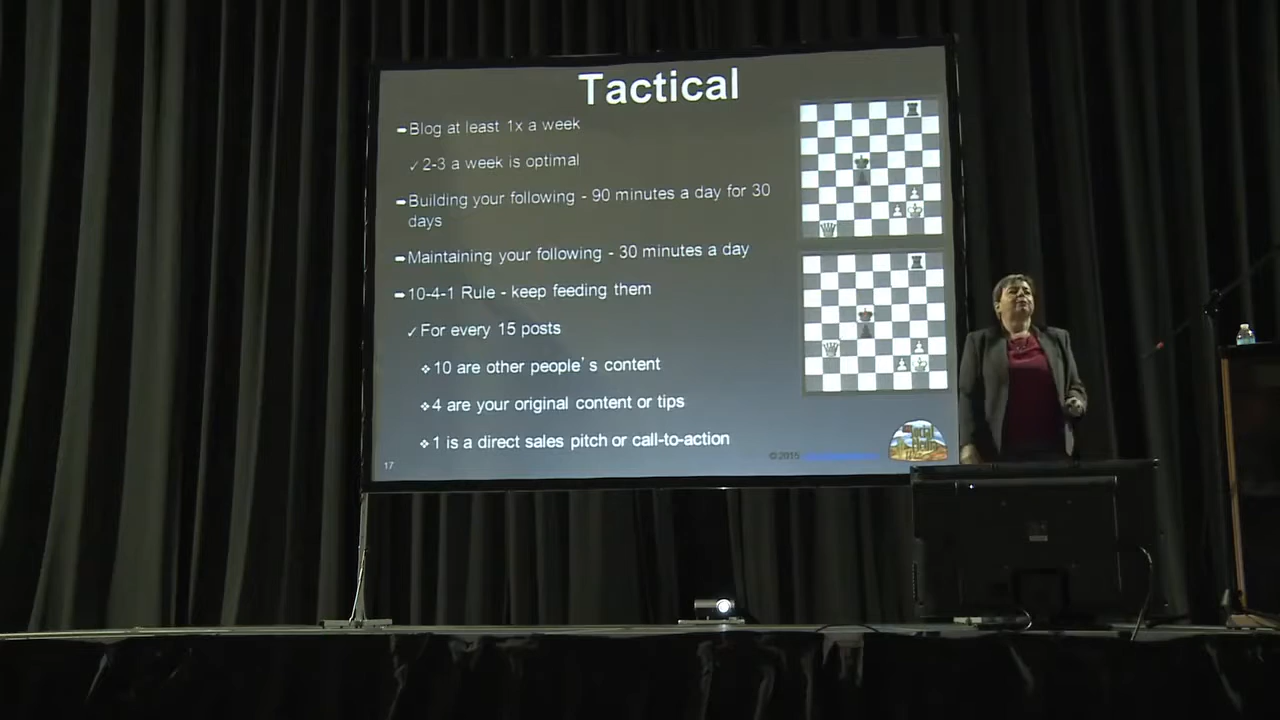 Tactical
➨Blog at least 1x a week
✓2-3 a week is optimal
➨Building your following - 90 minutes a day for 30
days
➨Maintaining your following - 30 minutes a day
➨10-4-1 Rule - keep feeding them
✓For every 15 posts
❖10 are other people's content
❖4 are your original content or tips
❖1 is a direct sales pitch or call-to-action
17
© 2015